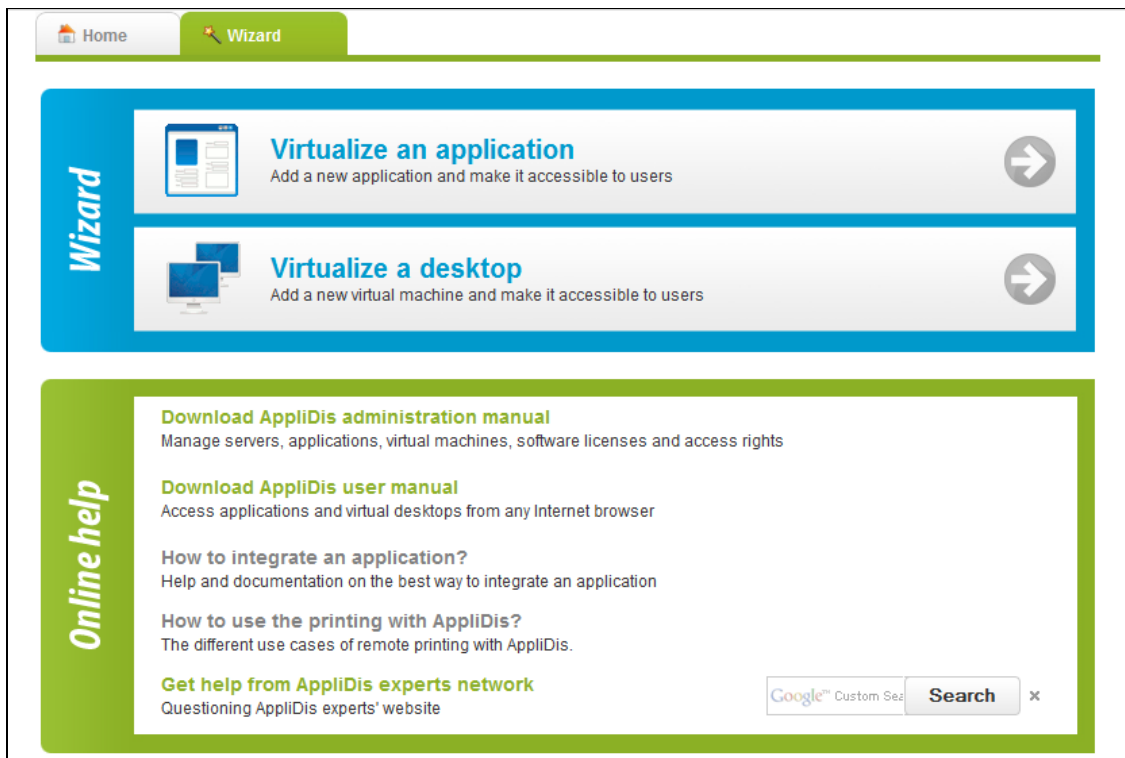 Home
Wizard
Wizard
Virtualize an application
Add a new application and make it accessible to users
Virtualize a desktop
Add a new virtual machine and make it accessible to users
Online help
Download AppliDis administration manual
Manage servers, applications, virtual machines, software licenses and access rights
Download AppliDis user manual
Access applications and virtual desktops from any Internet browser
How to integrate an application?
Help and documentation on the best way to integrate an application
How to use the printing with AppliDis?
The different use cases of remote printing with AppliDis.
Get help from AppliDis experts network
Questioning AppliDis experts' website
Google™ Custom Sea
Search
×